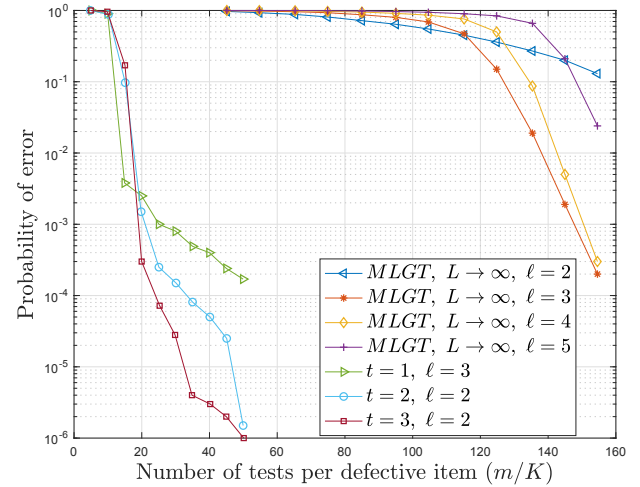 Probability of error
10^0
10^-1
10^-2
10^-3
10^-4
10^-5
10^-6
0 20 40 60 80 100 120 140 160
Number of tests per defective item (m/K)
MLGT, L → ∞, ℓ = 2
MLGT, L → ∞, ℓ = 3
MLGT, L → ∞, ℓ = 4
MLGT, L → ∞, ℓ = 5
t = 1, ℓ = 3
t = 2, ℓ = 2
t = 3, ℓ = 2